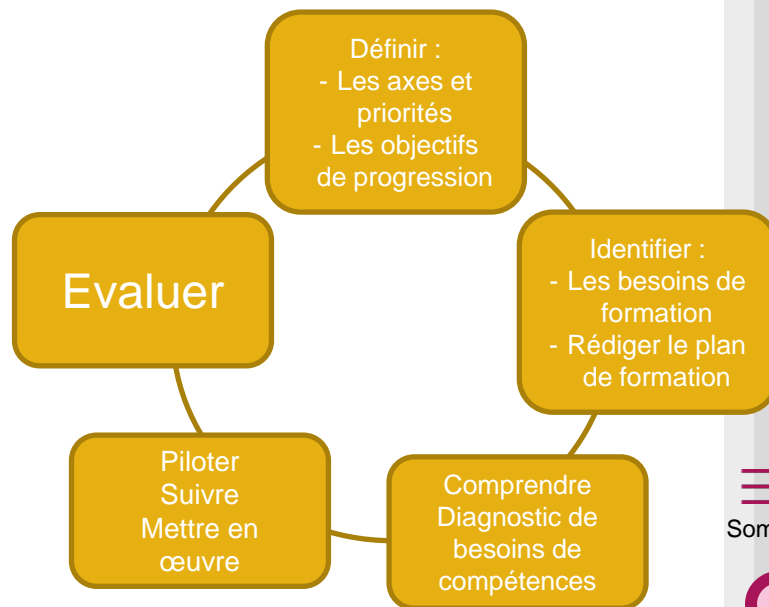 Définir :
- Les axes et
priorités
- Les objectifs
de progression
Identifier :
- Les besoins de
formation
- Rédiger le plan
de formation
Comprendre
Diagnostic de
besoins de
compétences
Piloter
Suivre
Mettre en
œuvre
Evaluer